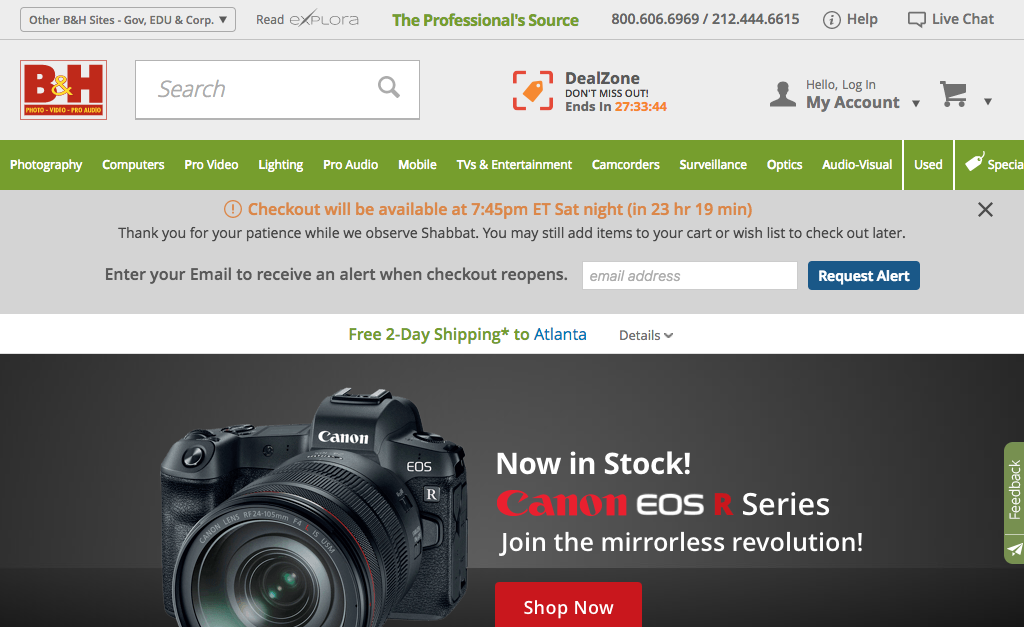 Other B&H Sites - Gov, EDU & Corp. ▼
Read eXPLORA
The Professional's Source
800.606.6969 / 212.444.6615
Help
Live Chat
B&H
PHOTO - VIDEO - PRO AUDIO
Search
DealZone
DON'T MISS OUT!
Ends In 27:33:44
Hello, Log In
My Account ▼
Photography Computers Pro Video Lighting Pro Audio Mobile TVs & Entertainment Camcorders Surveillance Optics Audio-Visual Used Specia
Checkout will be available at 7:45pm ET Sat night (in 23 hr 19 min)
Thank you for your patience while we observe Shabbat. You may still add items to your cart or wish list to check out later.
Enter your Email to receive an alert when checkout reopens.
email address
Request Alert
Free 2-Day Shipping* to Atlanta
Details
Canon
EOS
R
CANON LENS RF24-105mm F4 L IS USM
Now in Stock!
Canon EOS R Series
Join the mirrorless revolution!
Shop Now
Feedback